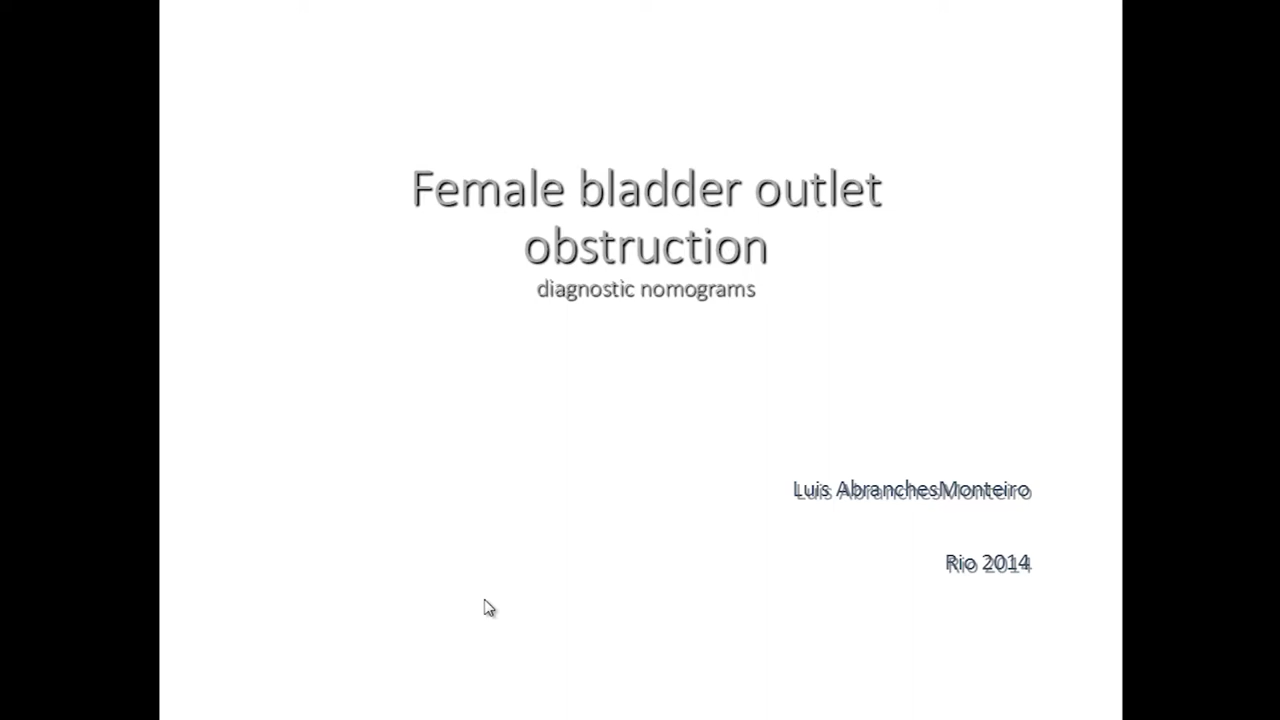 Female bladder outlet
obstruction
diagnostic nomograms
Luis AbranchesMonteiro
Rio 2014